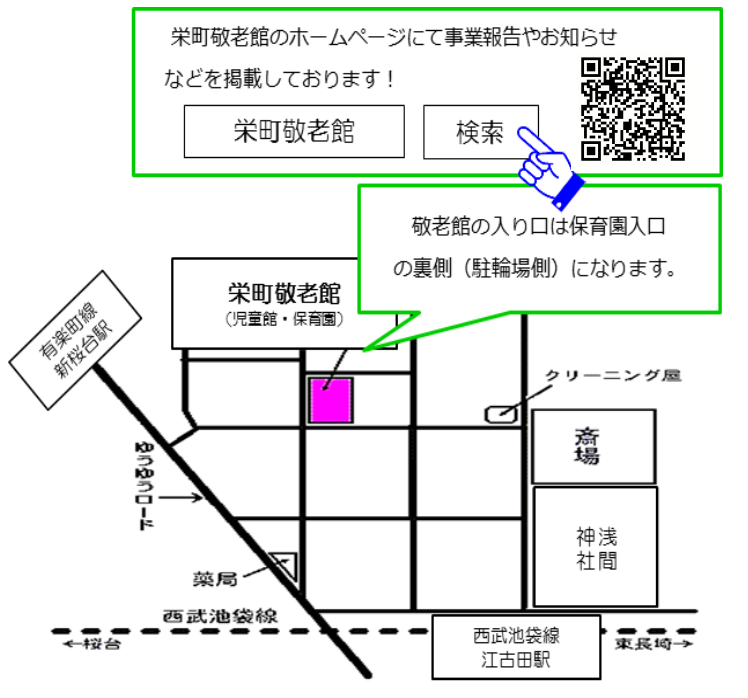 栄町敬老館のホームページにて事業報告やお知らせ
などを掲載しております！
栄町敬老館
検索
敬老館の入り口は保育園入口
の裏側（駐輪場側）になります。
栄町敬老館
（児童館・保育園）
有楽町線
新桜台駅
クリーニング屋
斎場
ゆうゆうロード
浅間
神社
薬局
西武池袋線
←桜台
西武池袋線
江古田駅
東長埼→